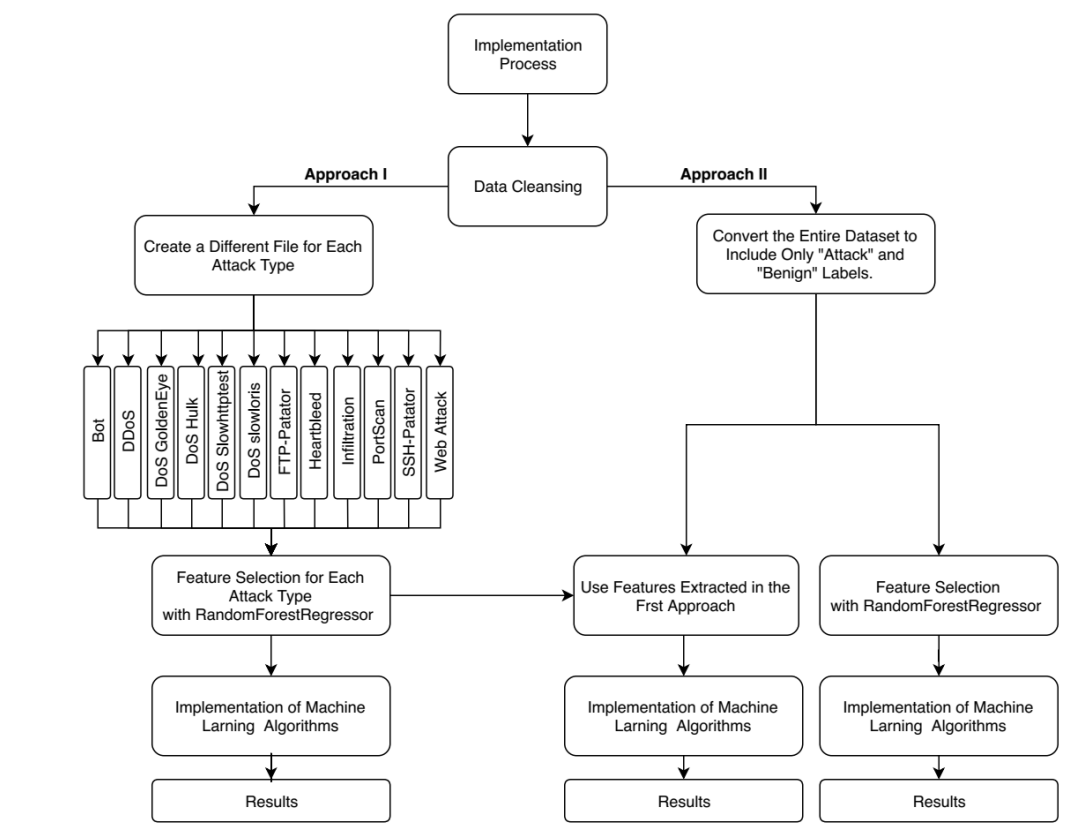 Implementation
Process
Data Cleansing
Approach I
Approach II
Create a Different File for Each
Attack Type
Convert the Entire Dataset to
Include Only "Attack" and
"Benign" Labels.
Bot
DDoS
DoS GoldenEye
DoS Hulk
DoS Slowhttptest
DoS slowloris
FTP-Patator
Heartbleed
Infiltration
PortScan
SSH-Patator
Web Attack
Feature Selection for Each
Attack Type
with RandomForestRegressor
Use Features Extracted in the
Frst Approach
Feature Selection
with RandomForestRegressor
Implementation of Machine
Larning Algorithms
Implementation of Machine
Larning Algorithms
Implementation of Machine
Larning Algorithms
Results
Results
Results